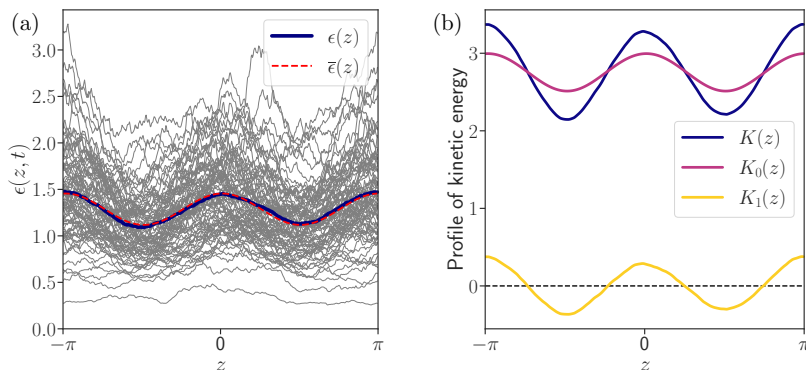 (a)
ϵ(z)
ϵ̅(z)
3.0
2.5
2.0
1.5
1.0
0.5
0.0
ϵ(z, t)
−π
0
π
z
(b)
3
2
1
0
Profile of kinetic energy
K(z)
K₀(z)
K₁(z)
−π
0
π
z